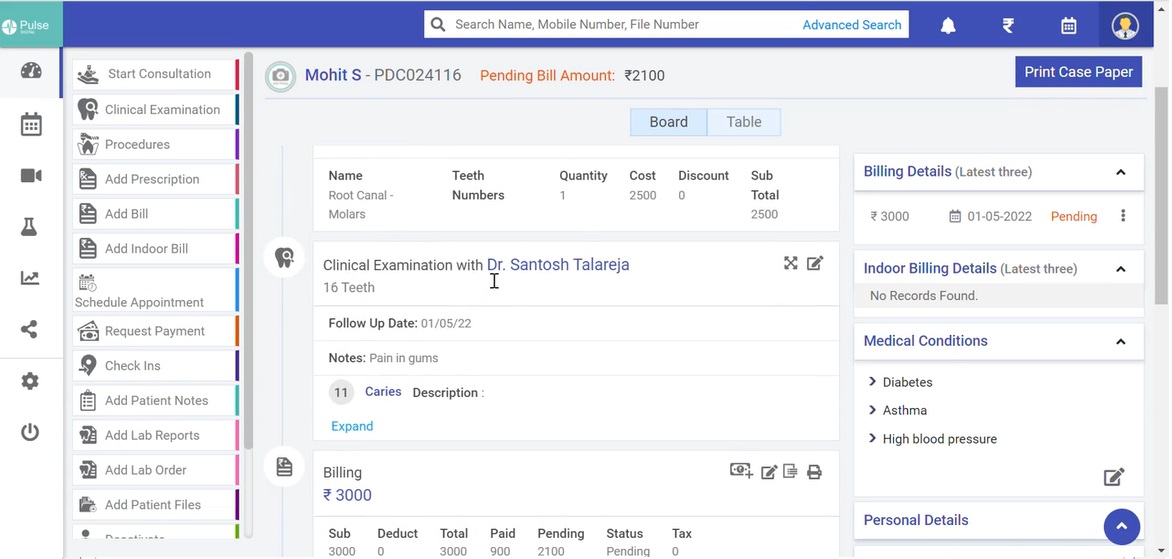 Pulse
Search Name, Mobile Number, File Number
Advanced Search
Start Consultation
Clinical Examination
Procedures
Add Prescription
Add Bill
Add Indoor Bill
Schedule Appointment
Request Payment
Check Ins
Add Patient Notes
Add Lab Reports
Add Lab Order
Add Patient Files
Deactivate
Mohit S - PDC024116 Pending Bill Amount: ₹2100
Print Case Paper
Board Table
Name Teeth Numbers Quantity Cost Discount Sub Total
Root Canal - Molars 1 2500 0 2500
Clinical Examination with Dr. Santosh Talareja
16 Teeth
Follow Up Date: 01/05/22
Notes: Pain in gums
11 Caries Description :
Expand
Billing
₹ 3000
Sub Deduct Total Paid Pending Status Tax
3000 0 3000 900 2100 Pending 0
Billing Details (Latest three)
₹ 3000 01-05-2022 Pending
Indoor Billing Details (Latest three)
No Records Found.
Medical Conditions
Diabetes
Asthma
High blood pressure
Personal Details